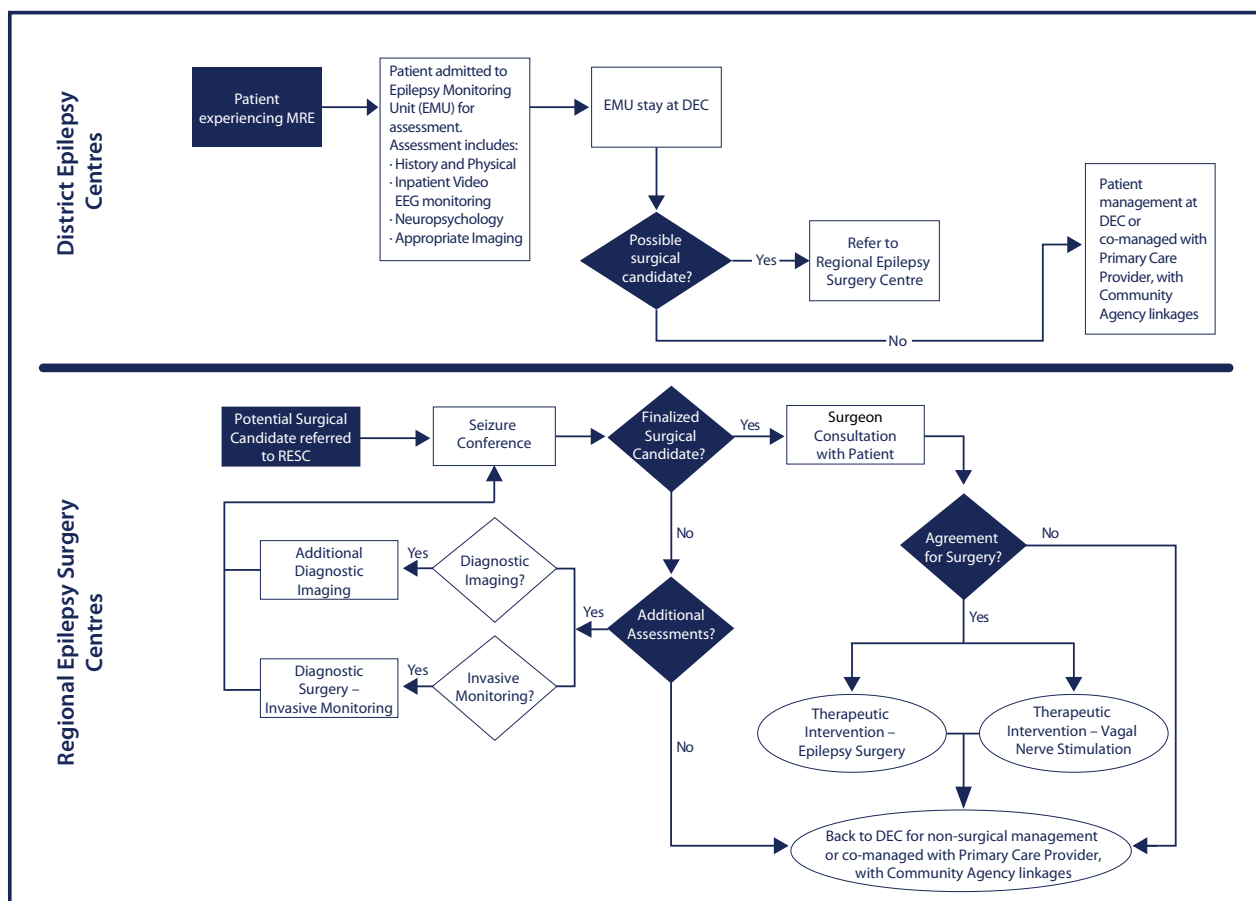 District Epilepsy
Centres
Patient
experiencing MRE
Patient admitted to
Epilepsy Monitoring
Unit (EMU) for
assessment.
Assessment includes:
· History and Physical
· Inpatient Video
EEG monitoring
· Neuropsychology
· Appropriate Imaging
EMU stay at DEC
Possible
surgical
candidate?
Yes
Refer to
Regional Epilepsy
Surgery Centre
No
Patient
management at
DEC or
co-managed with
Primary Care
Provider, with
Community
Agency linkages
Regional Epilepsy Surgery
Centres
Potential Surgical
Candidate referred
to RESC
Seizure
Conference
Finalized
Surgical
Candidate?
Yes
Surgeon
Consultation
with Patient
No
Agreement
for Surgery?
No
Yes
Additional
Assessments?
Yes
Diagnostic
Imaging?
Yes
Additional
Diagnostic
Imaging
Invasive
Monitoring?
Yes
Diagnostic
Surgery –
Invasive Monitoring
No
Therapeutic
Intervention –
Epilepsy Surgery
Therapeutic
Intervention – Vagal
Nerve Stimulation
Back to DEC for non-surgical management
or co-managed with Primary Care Provider,
with Community Agency linkages